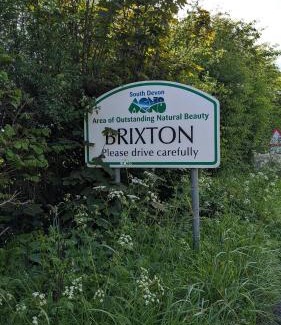 South Devon
AONB
Area of Outstanding Natural Beauty
BRIXTON
Please drive carefully